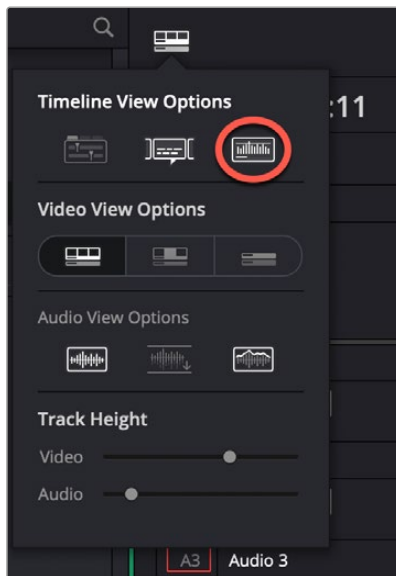 Timeline View Options
:11
Video View Options
Audio View Options
Track Height
Video
Audio
A3 Audio 3